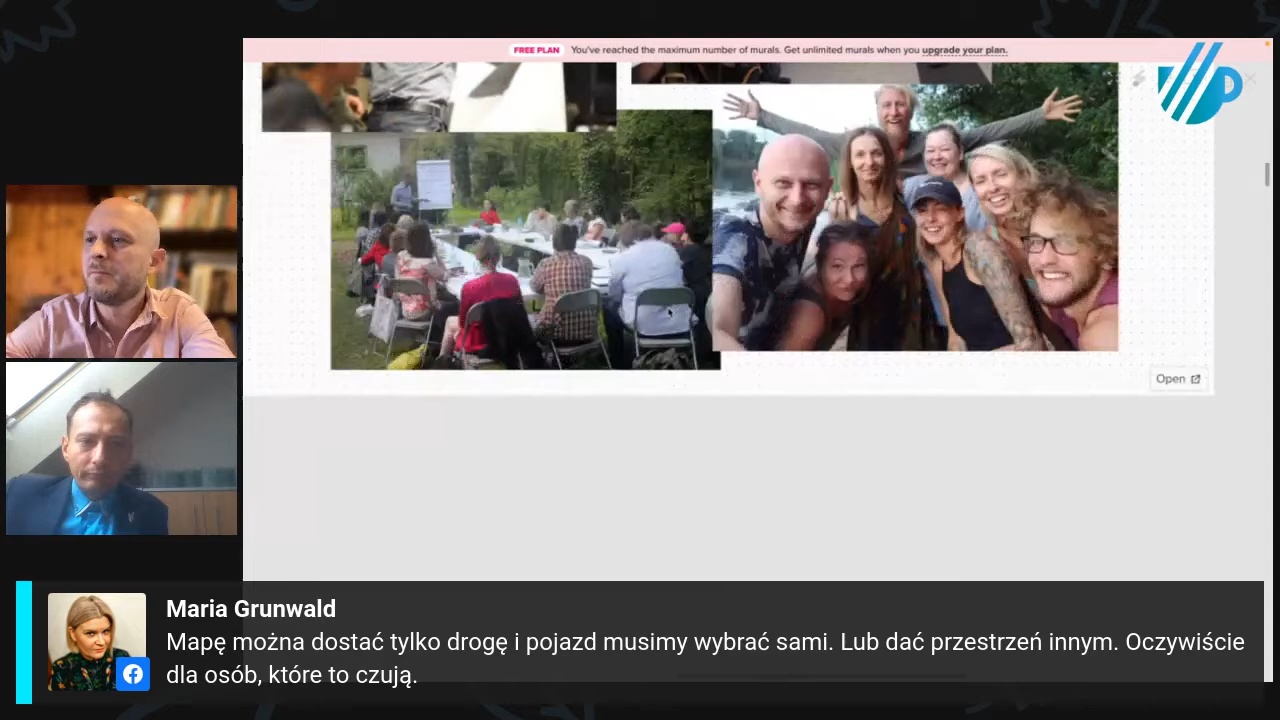 FREE PLAN You've reached the maximum number of murals. Get unlimited murals when you upgrade your plan.
Open
Maria Grunwald
Mapę można dostać tylko drogę i pojazd musimy wybrać sami. Lub dać przestrzeń innym. Oczywiście
dla osób, które to czują.